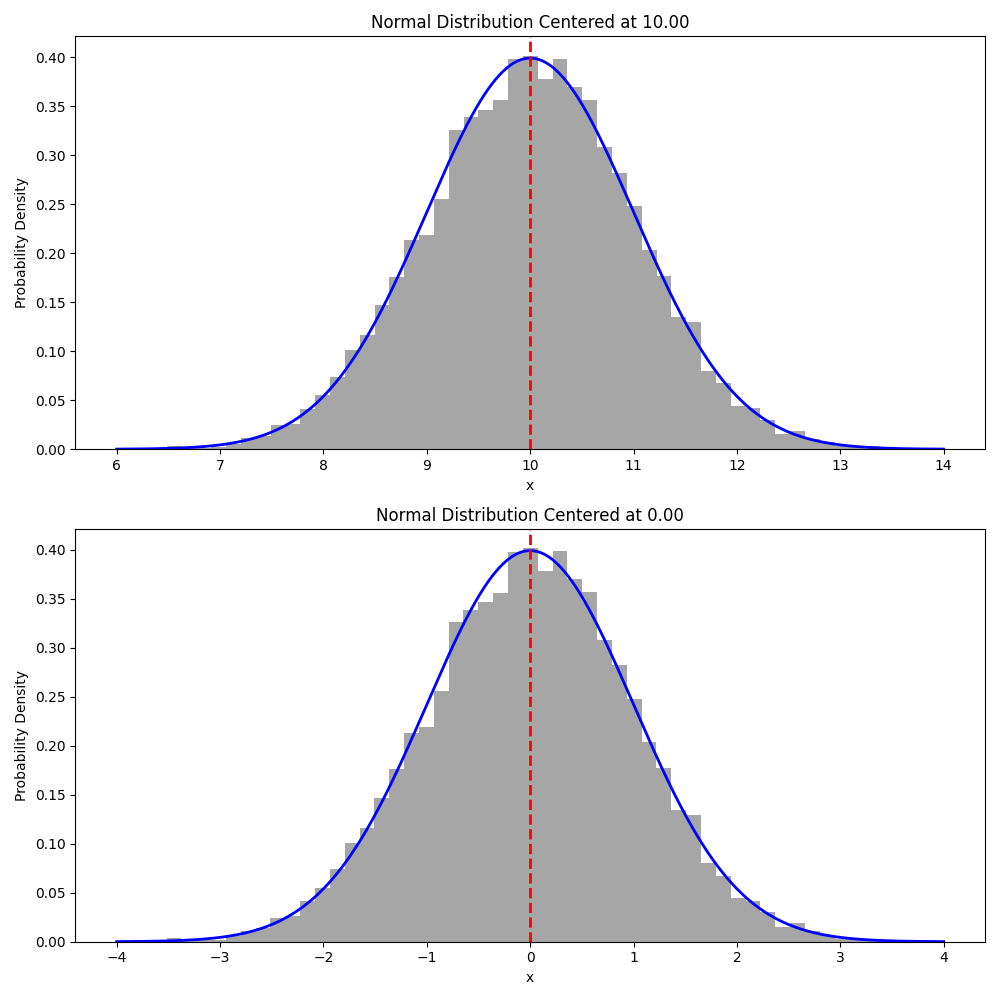 Normal Distribution Centered at 10.00
0.40
0.35
0.30
0.25
0.20
0.15
0.10
0.05
0.00
Probability Density
6 7 8 9 10 11 12 13 14
x
Normal Distribution Centered at 0.00
0.40
0.35
0.30
0.25
0.20
0.15
0.10
0.05
0.00
Probability Density
−4 −3 −2 −1 0 1 2 3 4
x